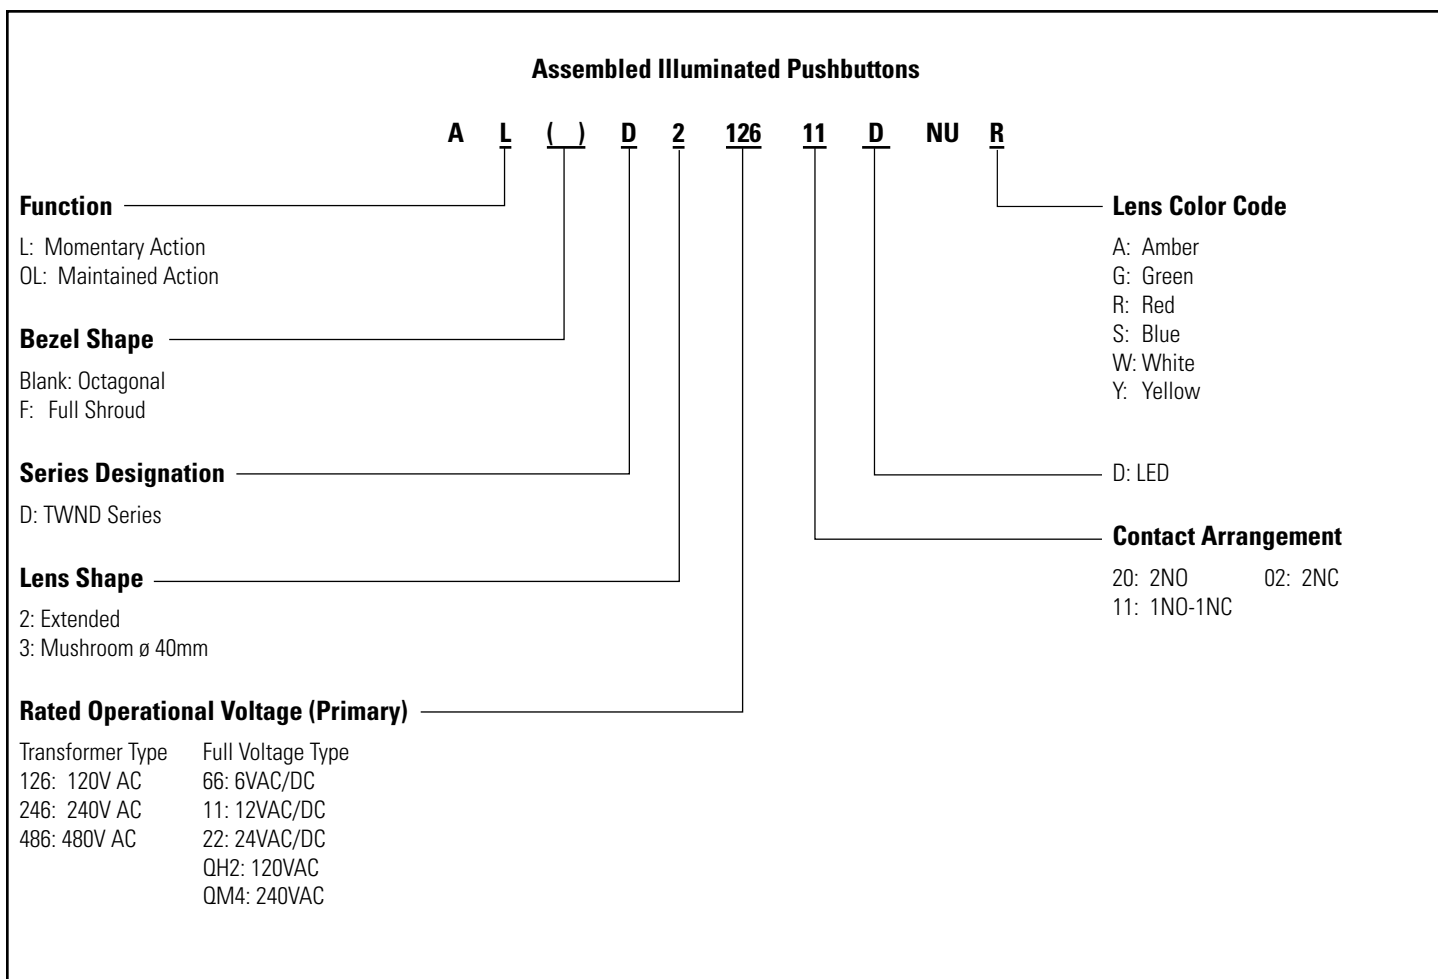 Assembled Illuminated Pushbuttons
A L ( ) D 2 126 11 D NU R
Function
L: Momentary Action
OL: Maintained Action
Bezel Shape
Blank: Octagonal
F: Full Shroud
Series Designation
D: TWND Series
Lens Shape
2: Extended
3: Mushroom ø 40mm
Rated Operational Voltage (Primary)
Transformer Type Full Voltage Type
126: 120V AC 66: 6VAC/DC
246: 240V AC 11: 12VAC/DC
486: 480V AC 22: 24VAC/DC
QH2: 120VAC
QM4: 240VAC
Lens Color Code
A: Amber
G: Green
R: Red
S: Blue
W: White
Y: Yellow
D: LED
Contact Arrangement
20: 2NO 02: 2NC
11: 1NO-1NC